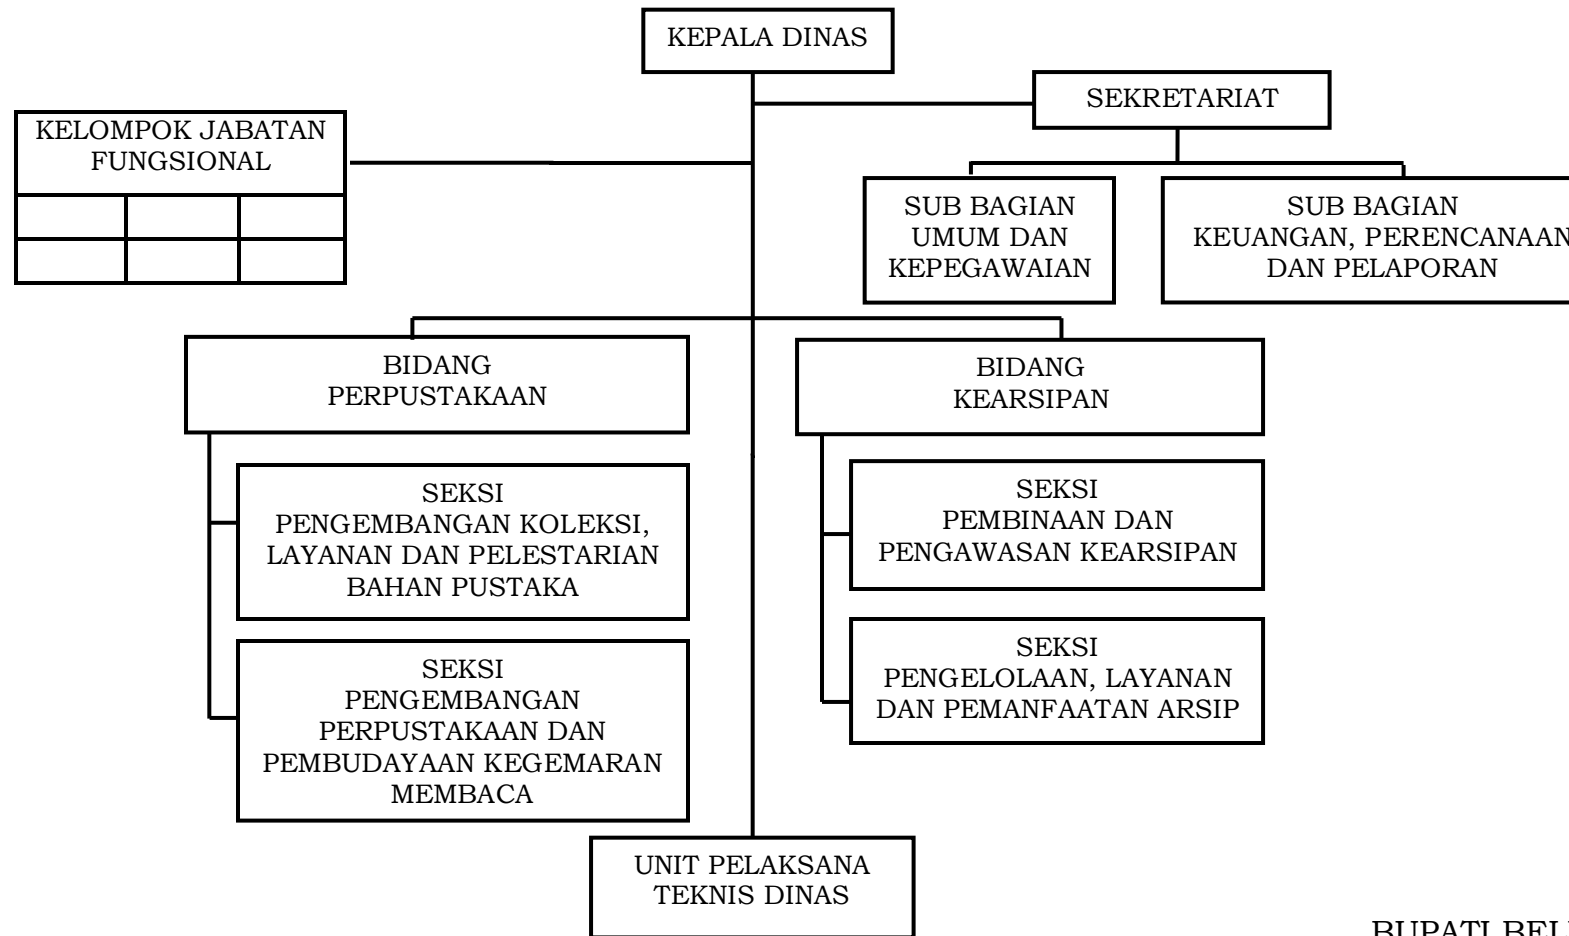 KEPALA DINAS
SEKRETARIAT
KELOMPOK JABATAN
FUNGSIONAL
SUB BAGIAN
UMUM DAN
KEPEGAWAIAN
SUB BAGIAN
KEUANGAN, PERENCANAAN
DAN PELAPORAN
BIDANG
PERPUSTAKAAN
BIDANG
KEARSIPAN
SEKSI
PENGEMBANGAN KOLEKSI,
LAYANAN DAN PELESTARIAN
BAHAN PUSTAKA
SEKSI
PEMBINAAN DAN
PENGAWASAN KEARSIPAN
SEKSI
PENGEMBANGAN
PERPUSTAKAAN DAN
PEMBUDAYAAN KEGEMARAN
MEMBACA
SEKSI
PENGELOLAAN, LAYANAN
DAN PEMANFAATAN ARSIP
UNIT PELAKSANA
TEKNIS DINAS
BUPATI